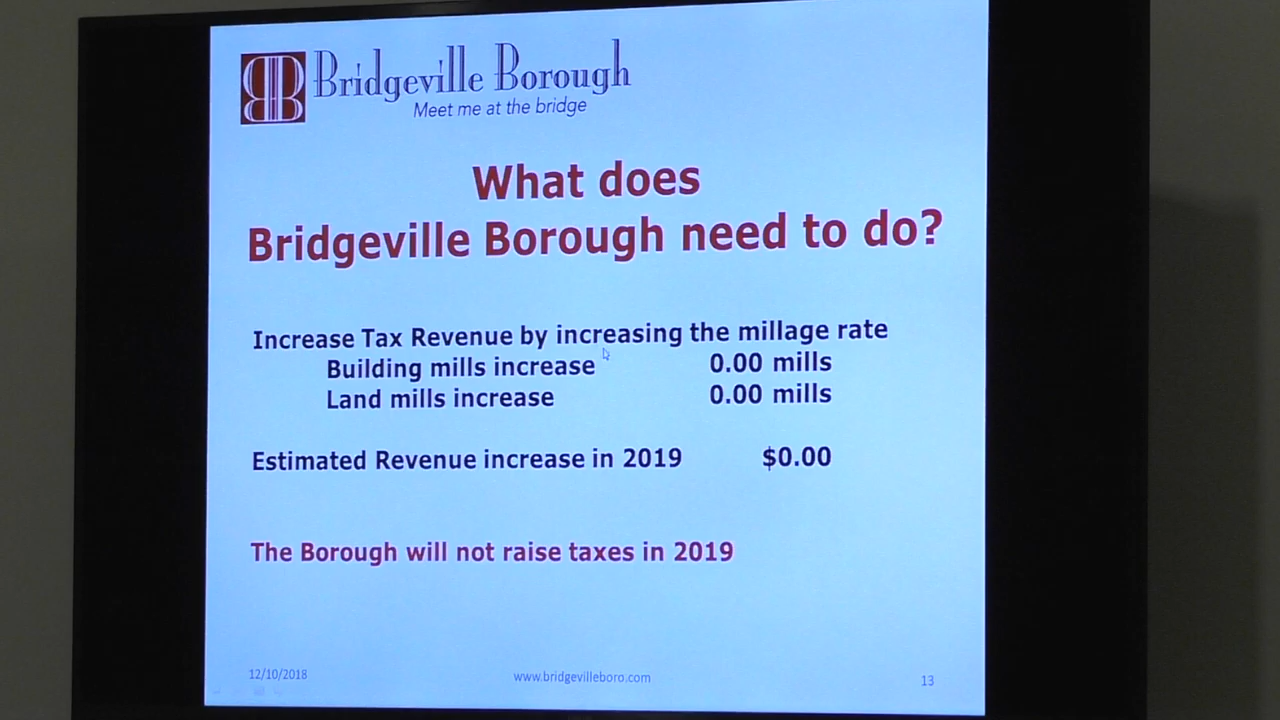 Bridgeville Borough
Meet me at the bridge
What does
Bridgeville Borough need to do?
Increase Tax Revenue by increasing the millage rate
Building mills increase 0.00 mills
Land mills increase 0.00 mills
Estimated Revenue increase in 2019 $0.00
The Borough will not raise taxes in 2019
12/10/2018 www.bridgevilleboro.com 13